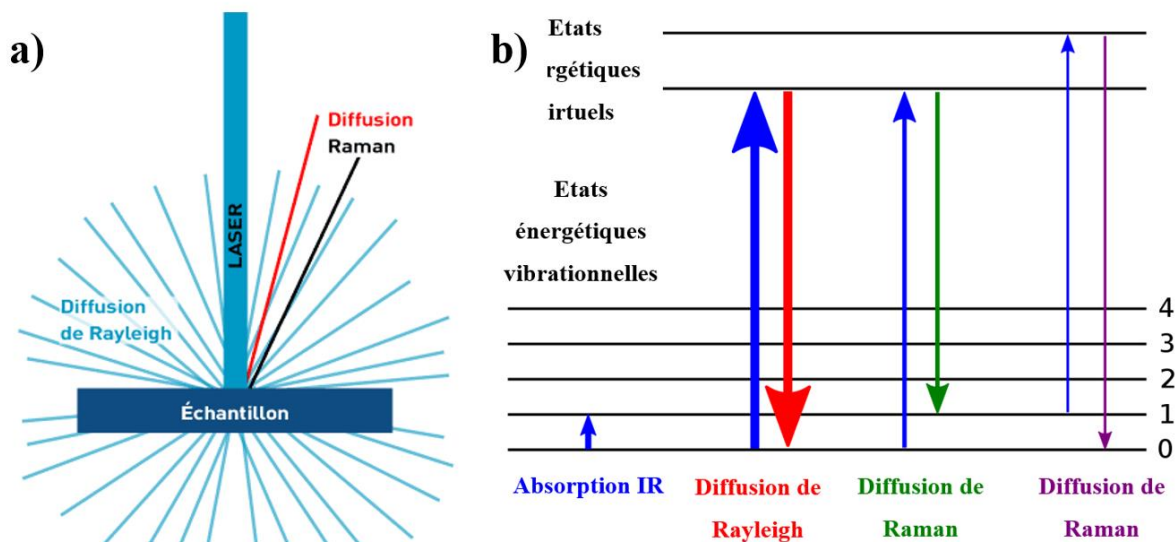 a)
Diffusion
Raman
LASER
Diffusion
de Rayleigh
Échantillon
b)
Etats
rgétiques
irtuels
Etats
énergétiques
vibrationnelles
4
3
2
1
0
Absorption IR
Diffusion de
Rayleigh
Diffusion de
Raman
Diffusion de
Raman